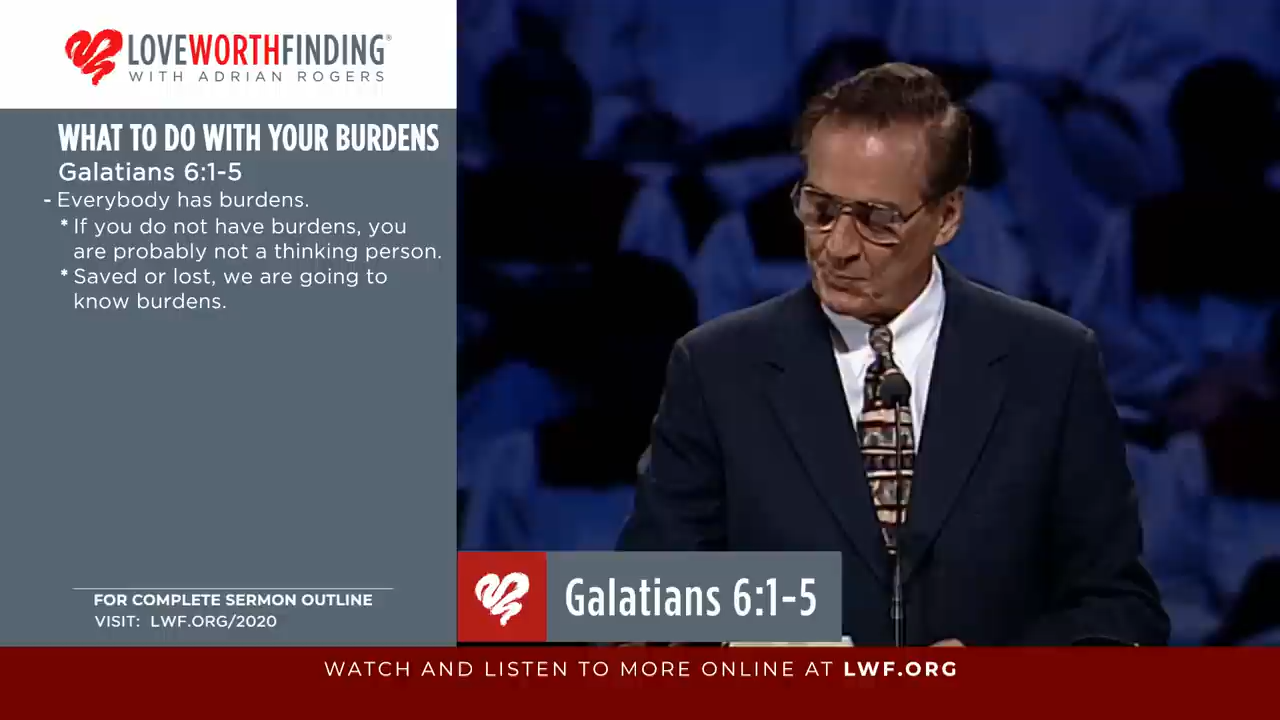 LOVEWORTHFINDING®
WITH ADRIAN ROGERS
WHAT TO DO WITH YOUR BURDENS
Galatians 6:1-5
- Everybody has burdens.
* If you do not have burdens, you
are probably not a thinking person.
* Saved or lost, we are going to
know burdens.
FOR COMPLETE SERMON OUTLINE
VISIT: LWF.ORG/2020
Galatians 6:1-5
WATCH AND LISTEN TO MORE ONLINE AT LWF.ORG